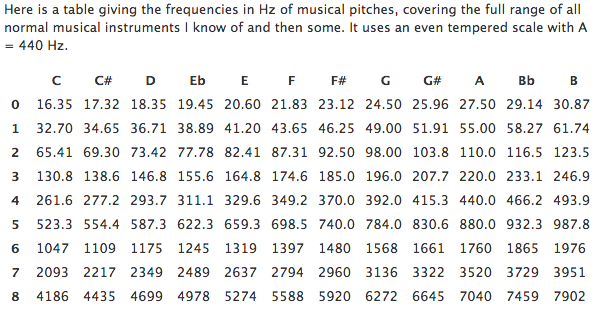 Here is a table giving the frequencies in Hz of musical pitches, covering the full range of all
normal musical instruments I know of and then some. It uses an even tempered scale with A
= 440 Hz.
C C# D Eb E F F# G G# A Bb B
0 16.35 17.32 18.35 19.45 20.60 21.83 23.12 24.50 25.96 27.50 29.14 30.87
1 32.70 34.65 36.71 38.89 41.20 43.65 46.25 49.00 51.91 55.00 58.27 61.74
2 65.41 69.30 73.42 77.78 82.41 87.31 92.50 98.00 103.8 110.0 116.5 123.5
3 130.8 138.6 146.8 155.6 164.8 174.6 185.0 196.0 207.7 220.0 233.1 246.9
4 261.6 277.2 293.7 311.1 329.6 349.2 370.0 392.0 415.3 440.0 466.2 493.9
5 523.3 554.4 587.3 622.3 659.3 698.5 740.0 784.0 830.6 880.0 932.3 987.8
6 1047 1109 1175 1245 1319 1397 1480 1568 1661 1760 1865 1976
7 2093 2217 2349 2489 2637 2794 2960 3136 3322 3520 3729 3951
8 4186 4435 4699 4978 5274 5588 5920 6272 6645 7040 7459 7902